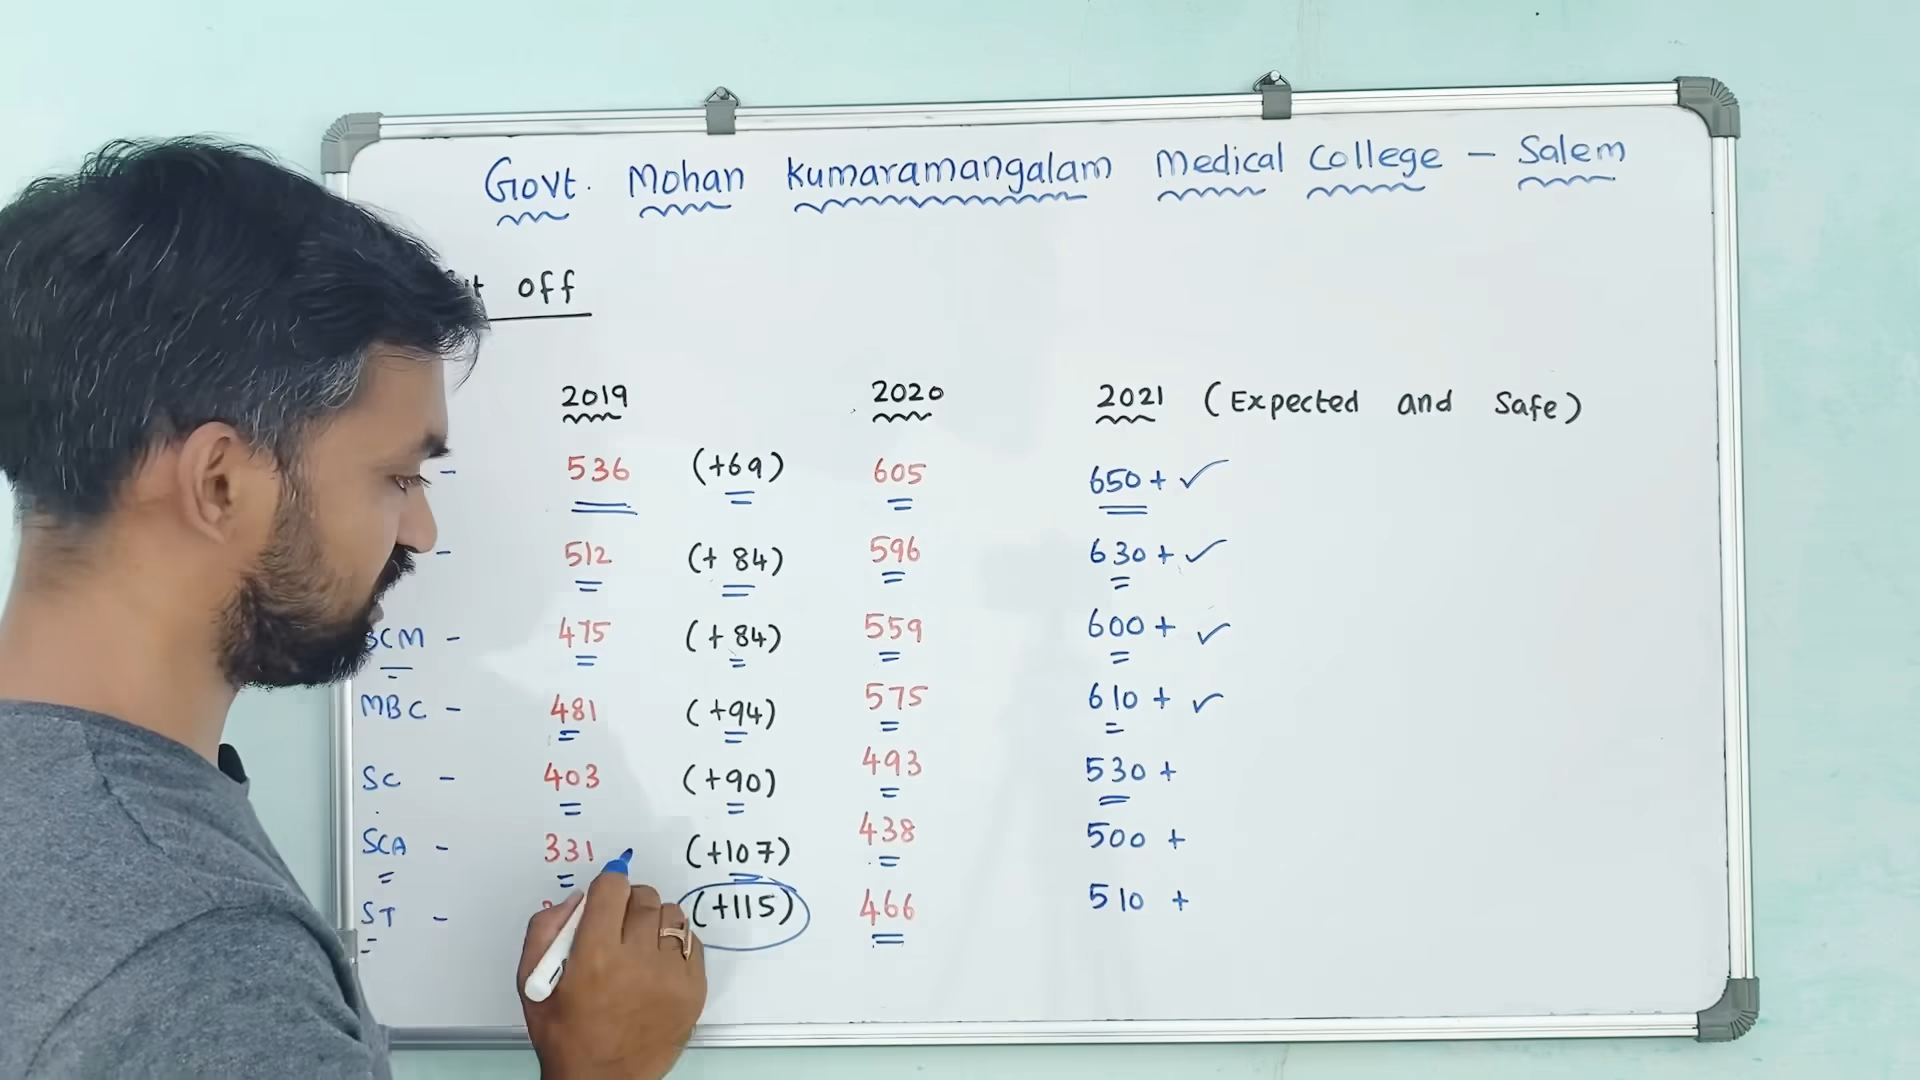 Govt. Mohan Kumaramangalam Medical College - Salem
off
2019 2020 2021 (Expected and Safe)
- 536 (+69) 605 650+ ✓
- 512 (+ 84) 596 630+ ✓
BCM - 475 (+ 84) 559 600+ ✓
MBC - 481 (+94) 575 610+ ✓
SC - 403 (+90) 493 530+
SCA - 331 (+107) 438 500+
ST - (+115) 466 510+